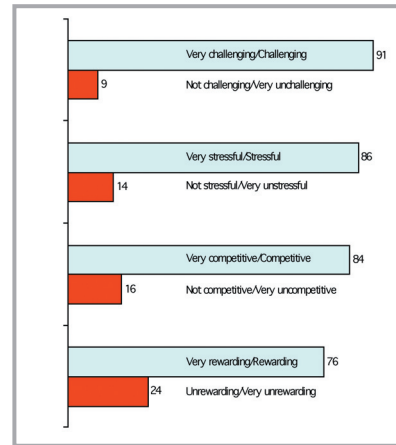 Very challenging/Challenging 91
9 Not challenging/Very unchallenging
Very stressful/Stressful 86
14 Not stressful/Very unstressful
Very competitive/Competitive 84
16 Not competitive/Very uncompetitive
Very rewarding/Rewarding 76
24 Unrewarding/Very unrewarding